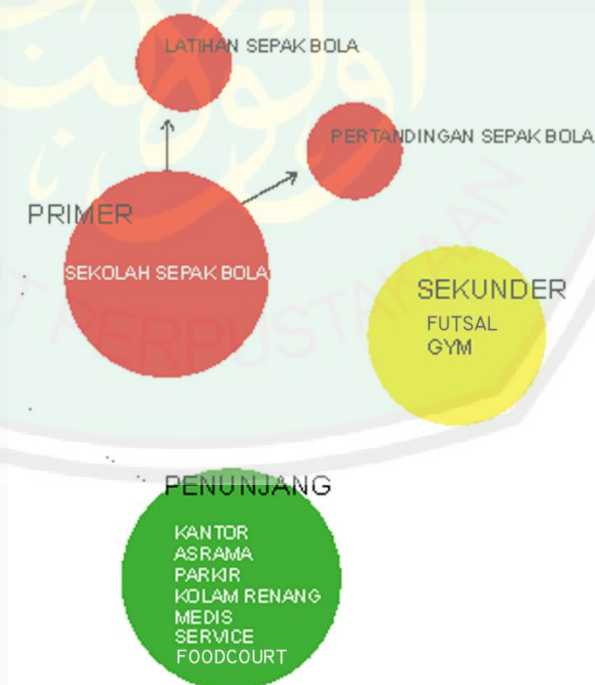 LATIHAN SEPAK BOLA
PERTANDINGAN SEPAK BOLA
PRIMER
SEKOLAH SEPAK BOLA
SEKUNDER
FUTSAL
GYM
PENUNJANG
KANTOR
ASRAMA
PARKIR
KOLAM RENANG
MEDIS
SERVICE
FOODCOURT
T PERPUSTAKAAN